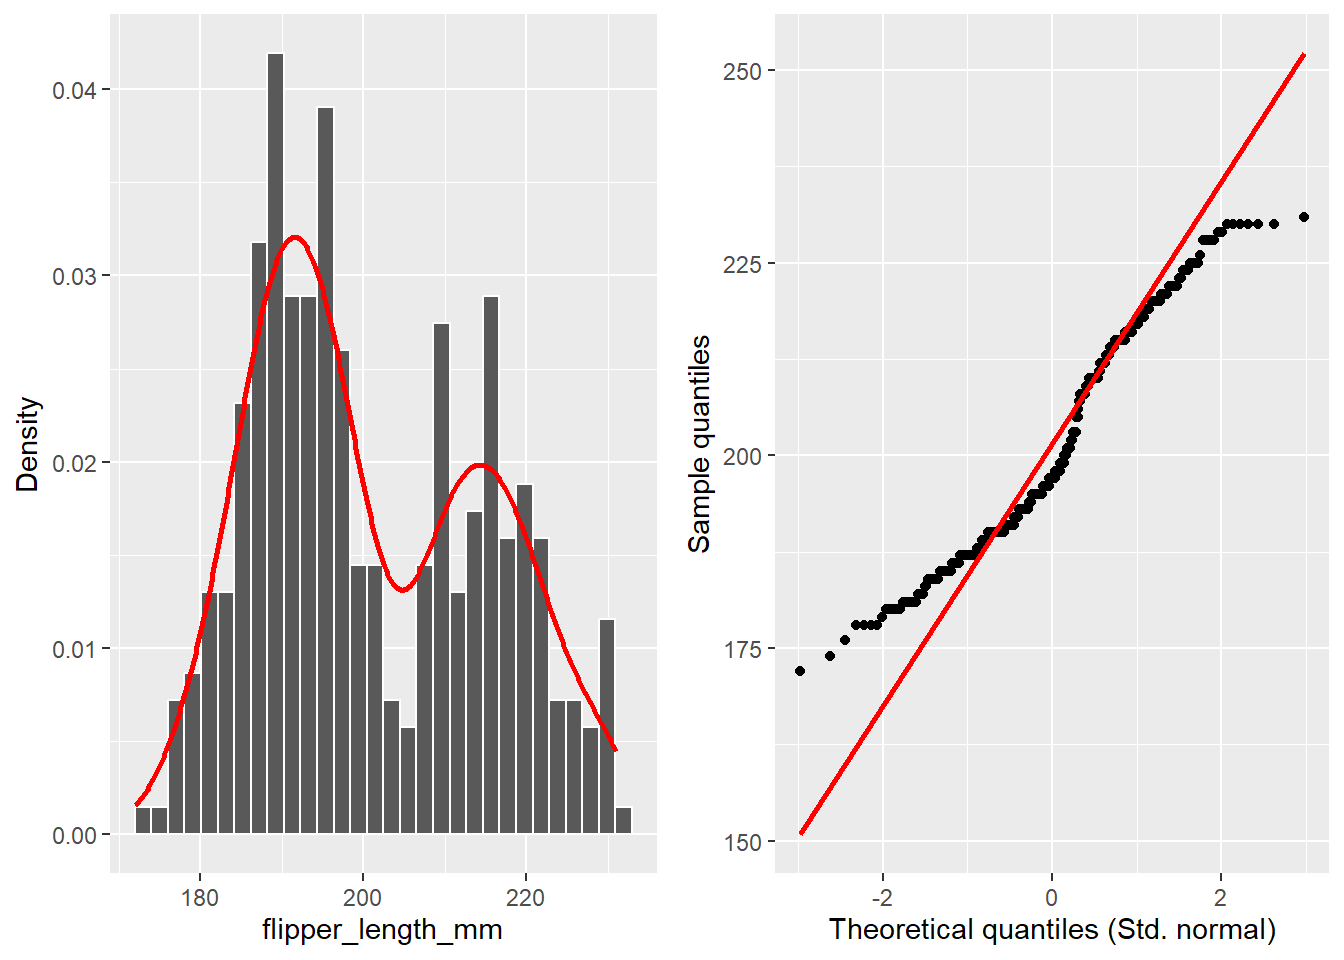 Density
0.04
0.03
0.02
0.01
0.00
180 200 220
flipper_length_mm
Sample quantiles
250
225
200
175
150
-2 0 2
Theoretical quantiles (Std. normal)